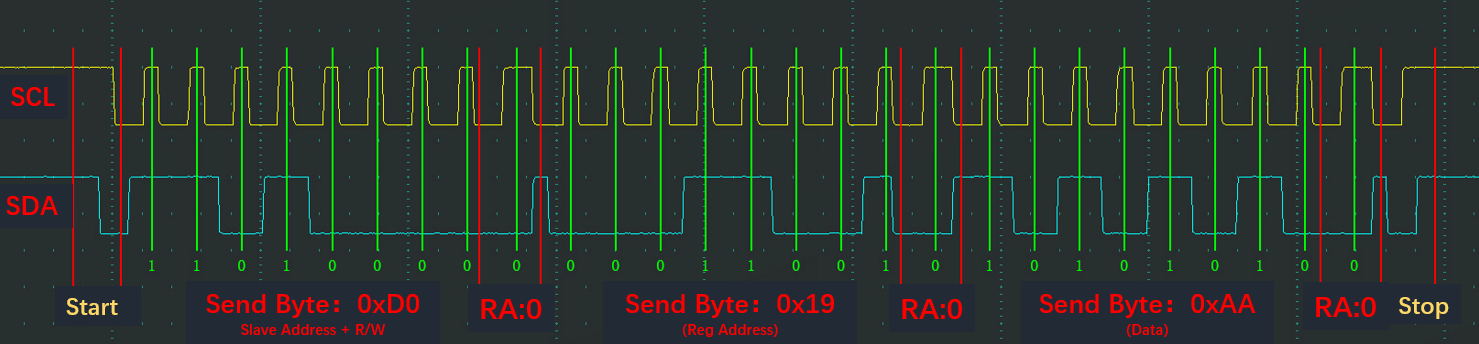 SCL
SDA
1 1 0 1 0 0 0 0 0 0 0 0 1 1 0 0 1 0 1 0 1 0 1 0 1 0 0
Start
Send Byte: 0xD0
Slave Address + R/W
RA:0
Send Byte: 0x19
(Reg Address)
RA:0
Send Byte: 0xAA
(Data)
RA:0
Stop